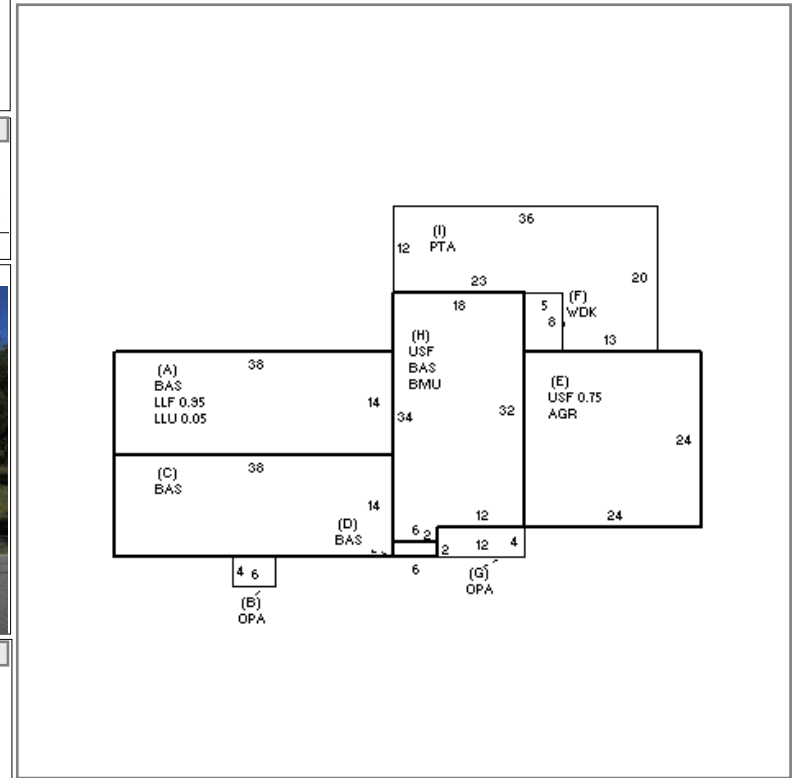 36
(I)
PTA
12
20
23
18
5
(F)
WDK
8
13
(H)
USF
BAS
BMU
(A)
BAS
LLF 0.95
LLU 0.05
38
14
34
32
(E)
USF 0.75
AGR
24
(C)
BAS
38
14
(D)
BAS
12
24
6
2
2
12
4
6
(G)
OPA
4
6
(B)
OPA